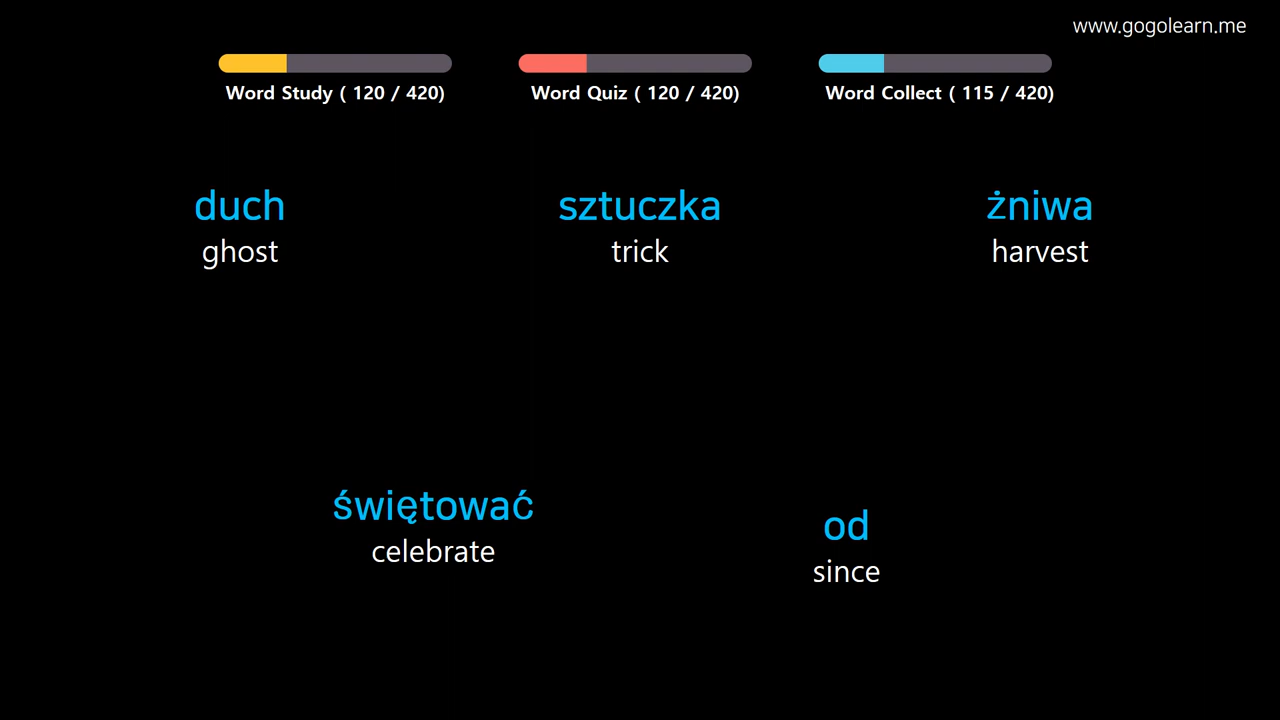 www.gogolearn.me
Word Study ( 120 / 420)
Word Quiz ( 120 / 420)
Word Collect ( 115 / 420)
duch
ghost
sztuczka
trick
żniwa
harvest
świętować
celebrate
od
since